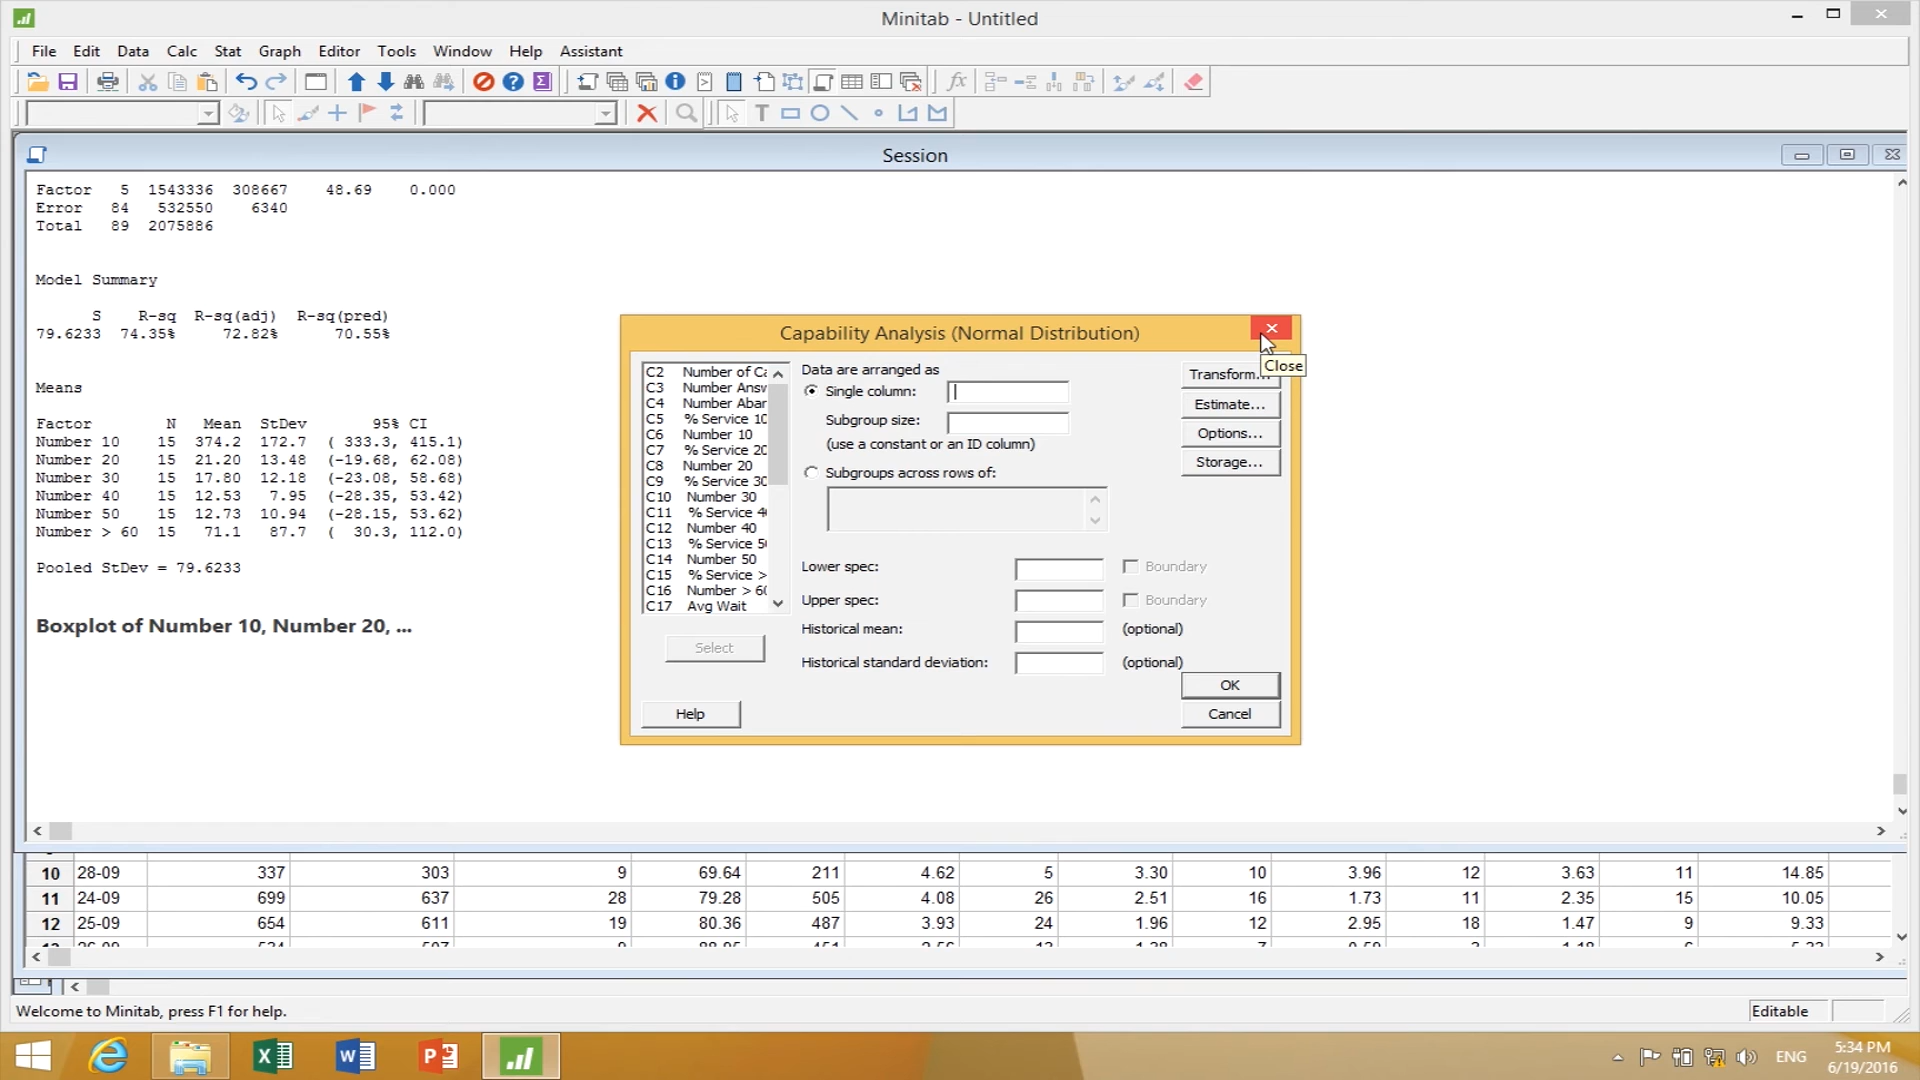 Minitab - Untitled
File Edit Data Calc Stat Graph Editor Tools Window Help Assistant
Session
Factor 5 1543336 308667 48.69 0.000
Error 84 532550 6340
Total 89 2075886
Model Summary
S R-sq R-sq(adj) R-sq(pred)
79.6233 74.35% 72.82% 70.55%
Means
Factor N Mean StDev 95% CI
Number 10 15 374.2 172.7 ( 333.3, 415.1)
Number 20 15 21.20 13.48 (-19.68, 62.08)
Number 30 15 17.80 12.18 (-23.08, 58.68)
Number 40 15 12.53 7.95 (-28.35, 53.42)
Number 50 15 12.73 10.94 (-28.15, 53.62)
Number > 60 15 71.1 87.7 ( 30.3, 112.0)
Pooled StDev = 79.6233
Boxplot of Number 10, Number 20, ...
Capability Analysis (Normal Distribution)
Close
C2 Number of Ca
C3 Number Answ
C4 Number Abar
C5 % Service 10
C6 Number 10
C7 % Service 20
C8 Number 20
C9 % Service 30
C10 Number 30
C11 % Service 4
C12 Number 40
C13 % Service 5
C14 Number 50
C15 % Service >
C16 Number > 6
C17 Avg Wait
Select
Help
Data are arranged as
Single column:
Subgroup size:
(use a constant or an ID column)
Subgroups across rows of:
Lower spec: Boundary
Upper spec: Boundary
Historical mean: (optional)
Historical standard deviation: (optional)
Transform...
Estimate...
Options...
Storage...
OK
Cancel
10 28-09 337 303 9 69.64 211 4.62 5 3.30 10 3.96 12 3.63 11 14.85
11 24-09 699 637 28 79.28 505 4.08 26 2.51 16 1.73 11 2.35 15 10.05
12 25-09 654 611 19 80.36 487 3.93 24 1.96 12 2.95 18 1.47 9 9.33
Welcome to Minitab, press F1 for help.
Editable
ENG
5:34 PM
6/19/2016